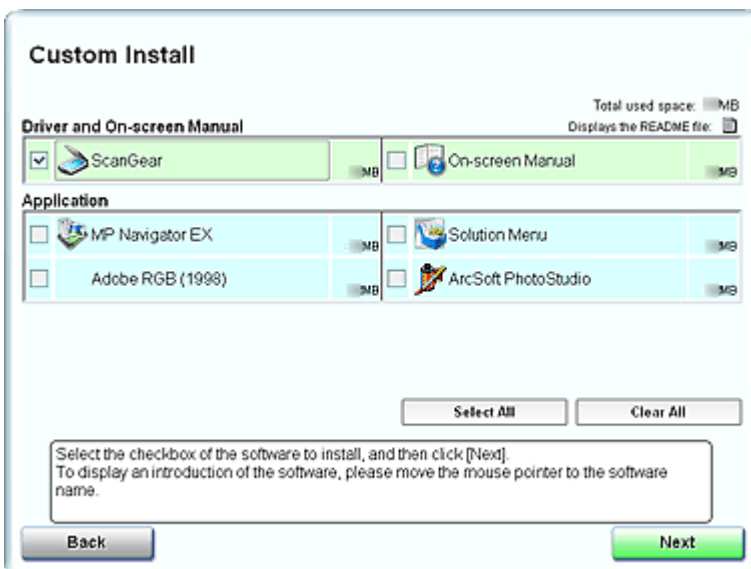 Custom Install
Total used space: MB
Driver and On-screen Manual
Displays the README file:
ScanGear MB
On-screen Manual MB
Application
MP Navigator EX MB
Solution Menu MB
Adobe RGB (1998) MB
ArcSoft PhotoStudio MB
Select All
Clear All
Select the checkbox of the software to install, and then click [Next].
To display an introduction of the software, please move the mouse pointer to the software
name.
Back
Next